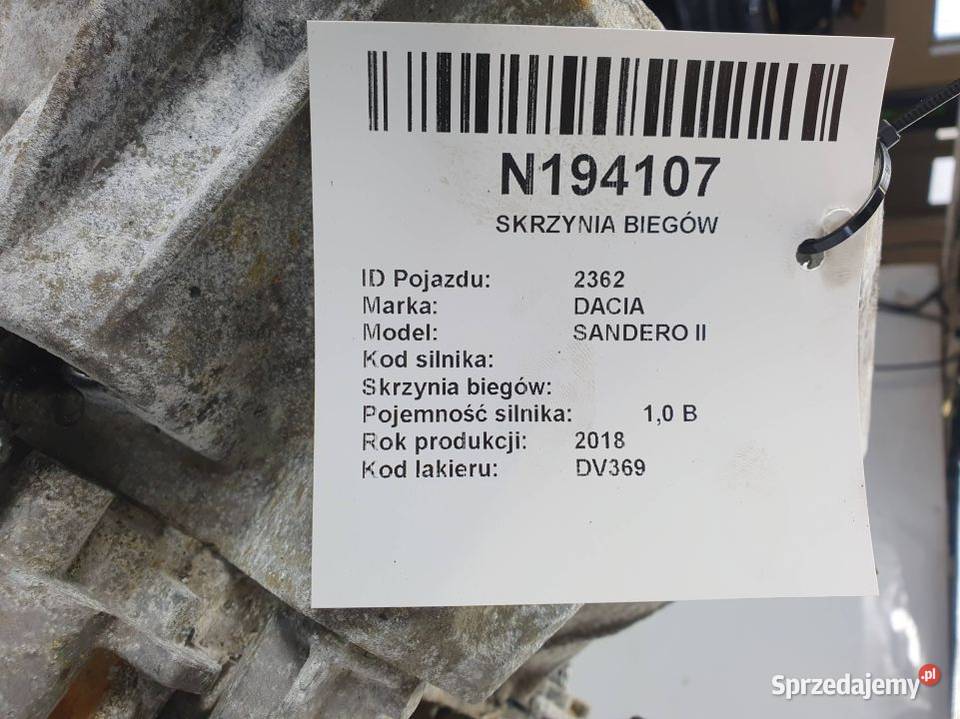 N194107
SKRZYNIA BIEGÓW
ID Pojazdu: 2362
Marka: DACIA
Model: SANDERO II
Kod silnika:
Skrzynia biegów:
Pojemność silnika: 1,0 B
Rok produkcji: 2018
Kod lakieru: DV369
Sprzedajemy.pl